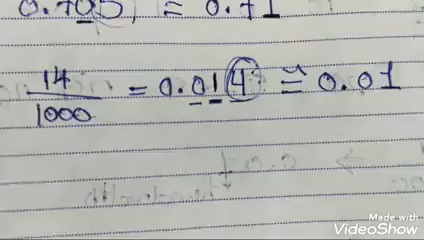 0.705 ≅ 0.71
14/1000 = 0.014 ≅ 0.01
Made with
VideoShow